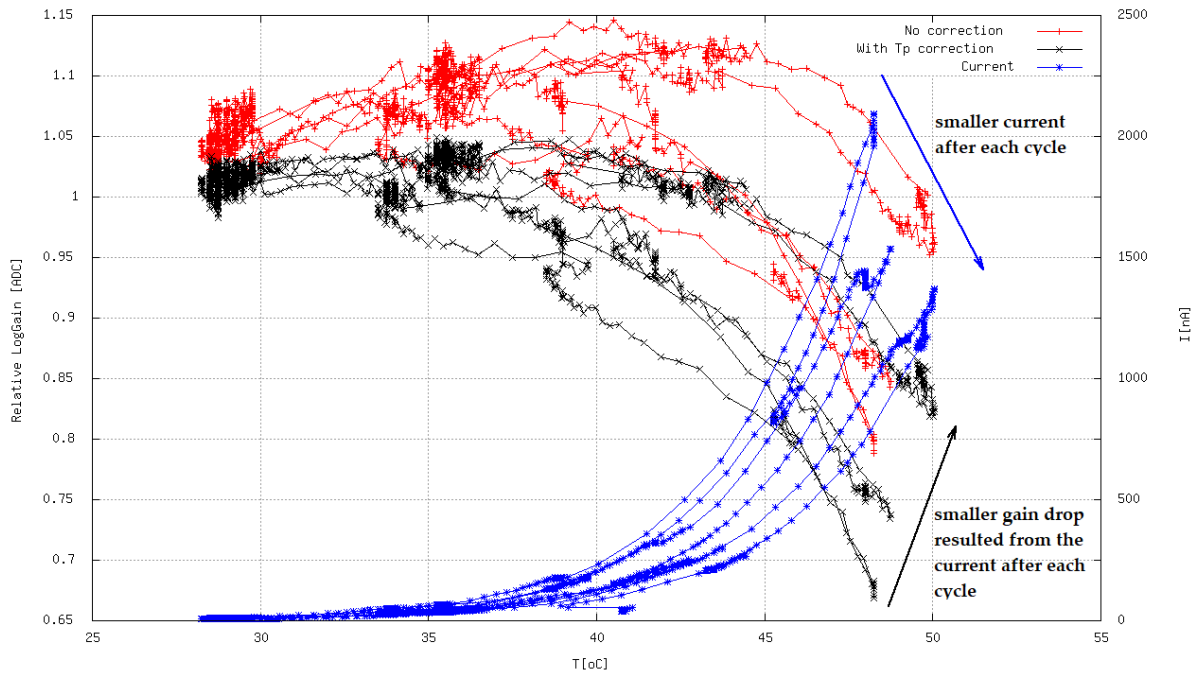 1.15
1.1
1.05
1
0.95
0.9
0.85
0.8
0.75
0.7
0.65
Relative LogGain [ADC]
No correction
With Tp correction
Current
smaller current
after each cycle
smaller gain drop
resulted from the
current after each
cycle
2500
2000
1500
1000
500
0
I[nA]
25
30
35
40
45
50
55
T[oC]